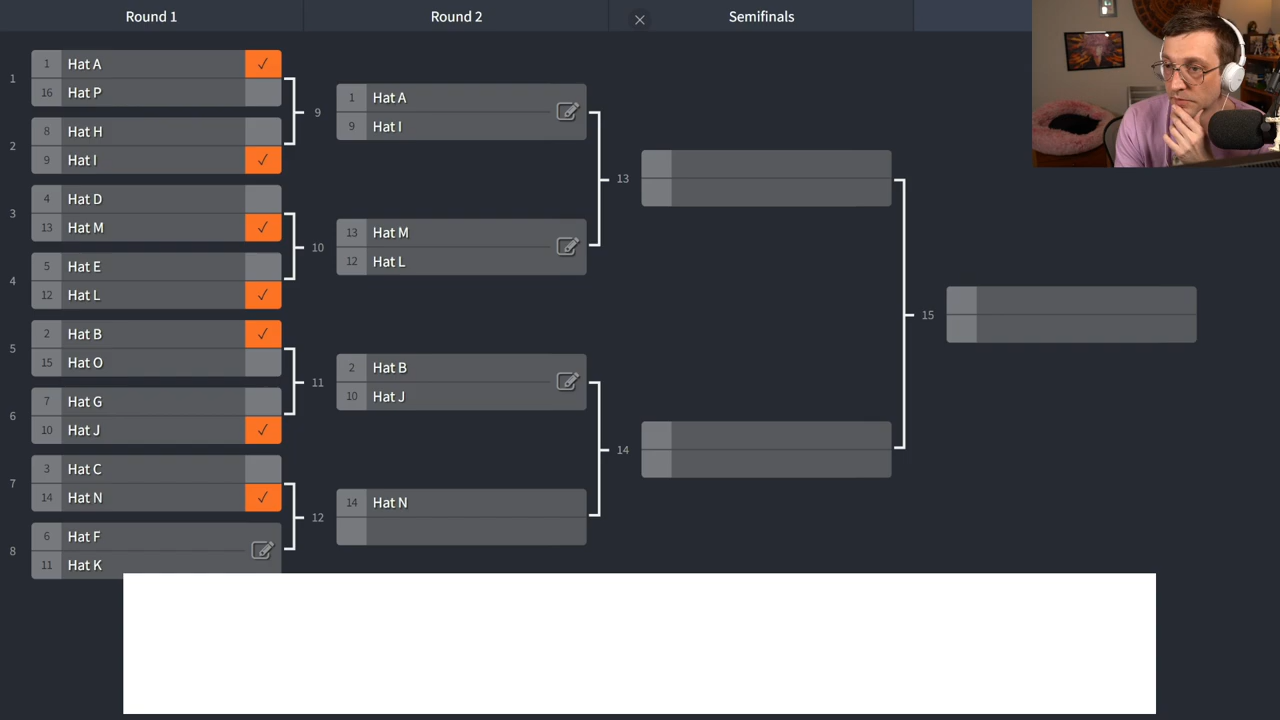 Round 1
Round 2
Semifinals
1
1 Hat A ✓
16 Hat P
2
8 Hat H
9 Hat I ✓
3
4 Hat D
13 Hat M ✓
4
5 Hat E
12 Hat L ✓
5
2 Hat B ✓
15 Hat O
6
7 Hat G
10 Hat J ✓
7
3 Hat C
14 Hat N ✓
8
6 Hat F
11 Hat K
9
1 Hat A
9 Hat I
10
13 Hat M
12 Hat L
11
2 Hat B
10 Hat J
12
14 Hat N
13
14
15